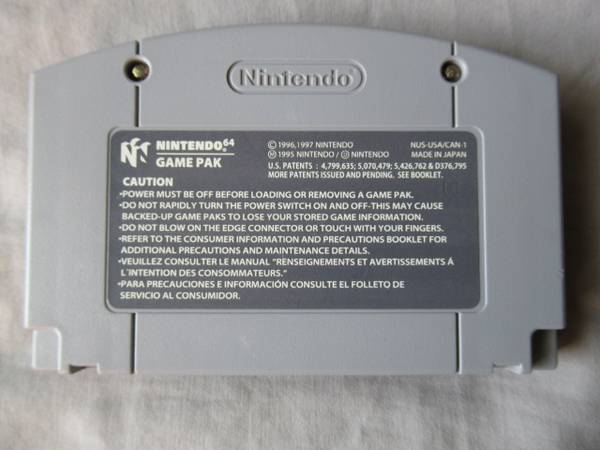 Nintendo®
NINTENDO 64
GAME PAK
© 1996,1997 NINTENDO
NUS-USA/CAN-1
Ⓜ 1995 NINTENDO / Ⓙ NINTENDO
MADE IN JAPAN
U.S. PATENTS : 4,799,635; 5,070,479; 5,426,762 & D376,795
MORE PATENTS ISSUED AND PENDING. SEE BOOKLET.
CAUTION
•POWER MUST BE OFF BEFORE LOADING OR REMOVING A GAME PAK.
•DO NOT RAPIDLY TURN THE POWER SWITCH ON AND OFF-THIS MAY CAUSE
BACKED-UP GAME PAKS TO LOSE YOUR STORED GAME INFORMATION.
•DO NOT BLOW ON THE EDGE CONNECTOR OR TOUCH WITH YOUR FINGERS.
•REFER TO THE CONSUMER INFORMATION AND PRECAUTIONS BOOKLET FOR
ADDITIONAL PRECAUTIONS AND MAINTENANCE DETAILS.
•VEUILLEZ CONSULTER LE MANUAL "RENSEIGNEMENTS ET AVERTISSEMENTS À
L'INTENTION DES CONSOMMATEURS."
•PARA PRECAUCIONES E INFORMACIÓN CONSULTE EL FOLLETO DE
SERVICIO AL CONSUMIDOR.